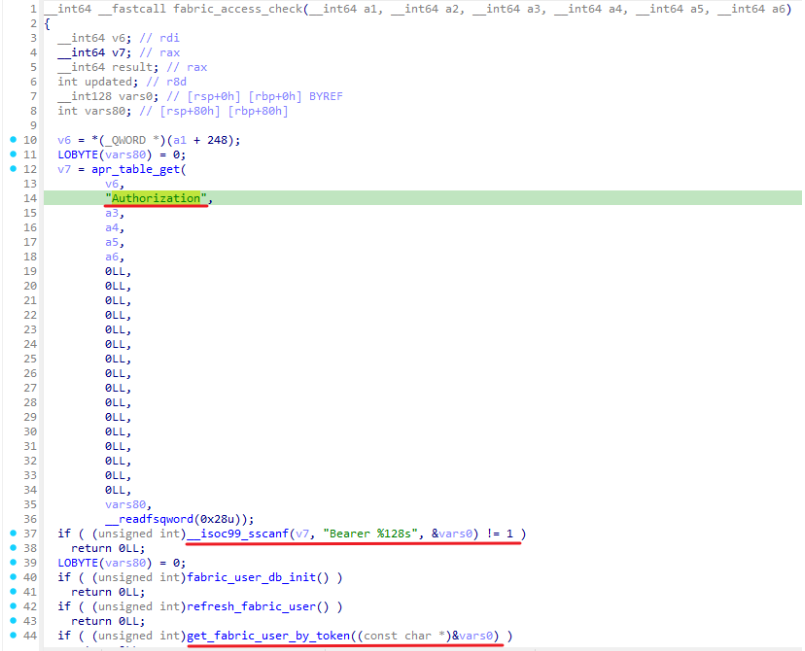 1 __int64 __fastcall fabric_access_check(__int64 a1, __int64 a2, __int64 a3, __int64 a4, __int64 a5, __int64 a6)
2 {
3 __int64 v6; // rdi
4 __int64 v7; // rax
5 __int64 result; // rax
6 int updated; // r8d
7 __int128 vars0; // [rsp+0h] [rbp+0h] BYREF
8 int vars80; // [rsp+80h] [rbp+80h]
9
10 v6 = *(_QWORD *)(a1 + 248);
11 LOBYTE(vars80) = 0;
12 v7 = apr_table_get(
13 v6,
14 "Authorization",
15 a3,
16 a4,
17 a5,
18 a6,
19 0LL,
20 0LL,
21 0LL,
22 0LL,
23 0LL,
24 0LL,
25 0LL,
26 0LL,
27 0LL,
28 0LL,
29 0LL,
30 0LL,
31 0LL,
32 0LL,
33 0LL,
34 0LL,
35 vars80,
36 __readfsqword(0x28u));
37 if ( (unsigned int)__isoc99_sscanf(v7, "Bearer %128s", &vars0) != 1 )
38 return 0LL;
39 LOBYTE(vars80) = 0;
40 if ( (unsigned int)fabric_user_db_init() )
41 return 0LL;
42 if ( (unsigned int)refresh_fabric_user() )
43 return 0LL;
44 if ( (unsigned int)get_fabric_user_by_token((const char *)&vars0) )